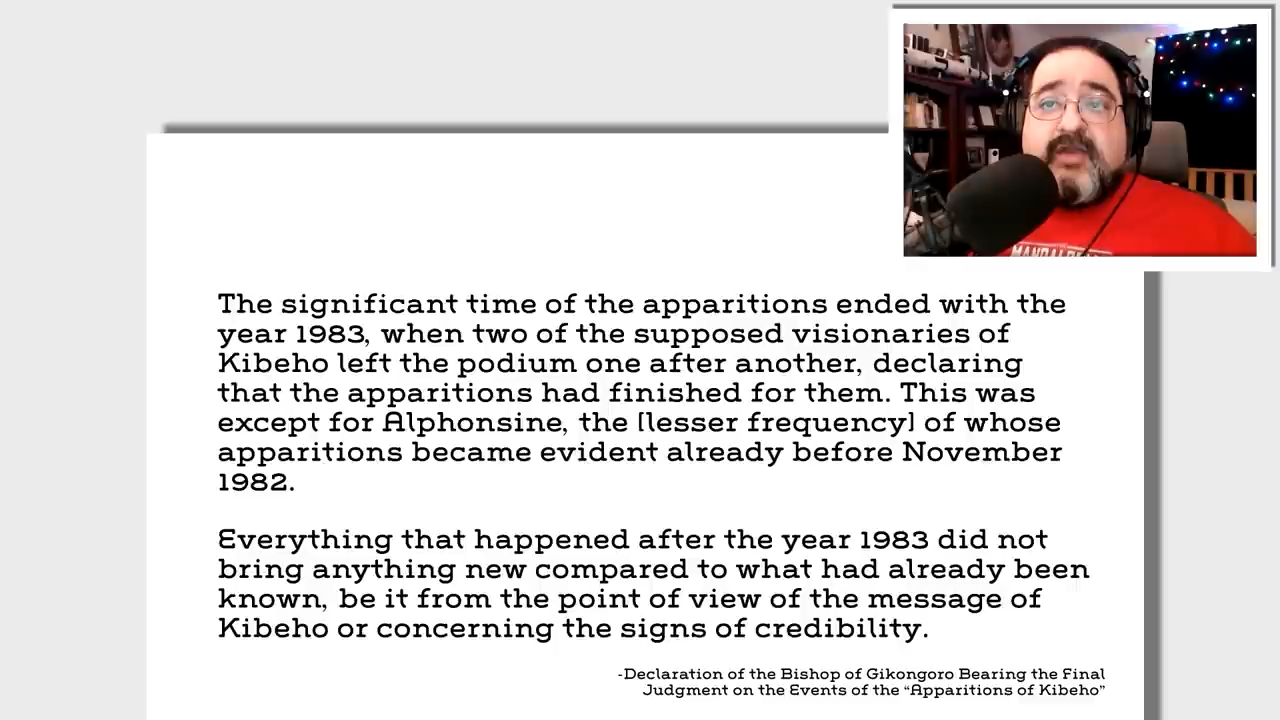 MANDALORIAN
The significant time of the apparitions ended with the
year 1983, when two of the supposed visionaries of
Kibeho left the podium one after another, declaring
that the apparitions had finished for them. This was
except for Alphonsine, the [lesser frequency] of whose
apparitions became evident already before November
1982.
Everything that happened after the year 1983 did not
bring anything new compared to what had already been
known, be it from the point of view of the message of
Kibeho or concerning the signs of credibility.
-Declaration of the Bishop of Gikongoro Bearing the Final
Judgment on the Events of the “Apparitions of Kibeho”